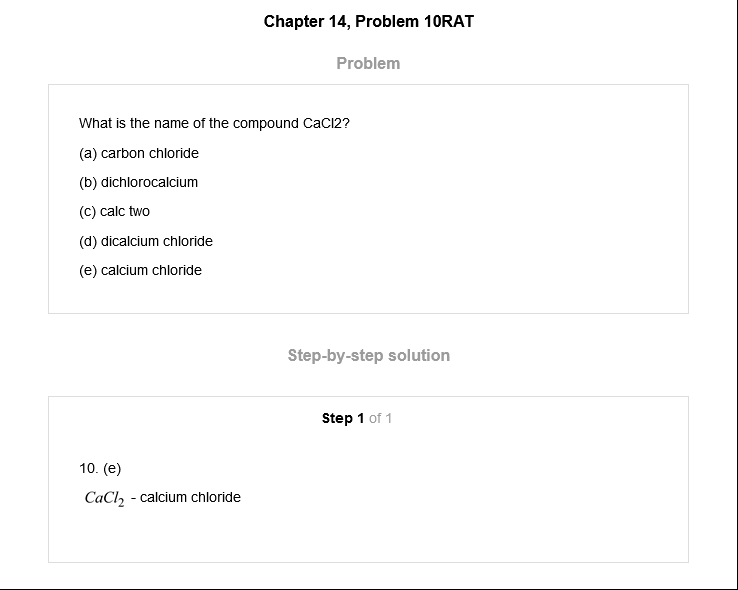 Chapter 14, Problem 10RAT
Problem
What is the name of the compound CaCl2?
(a) carbon chloride
(b) dichlorocalcium
(c) calc two
(d) dicalcium chloride
(e) calcium chloride
Step-by-step solution
Step 1 of 1
10. (e)
CaCl₂ - calcium chloride